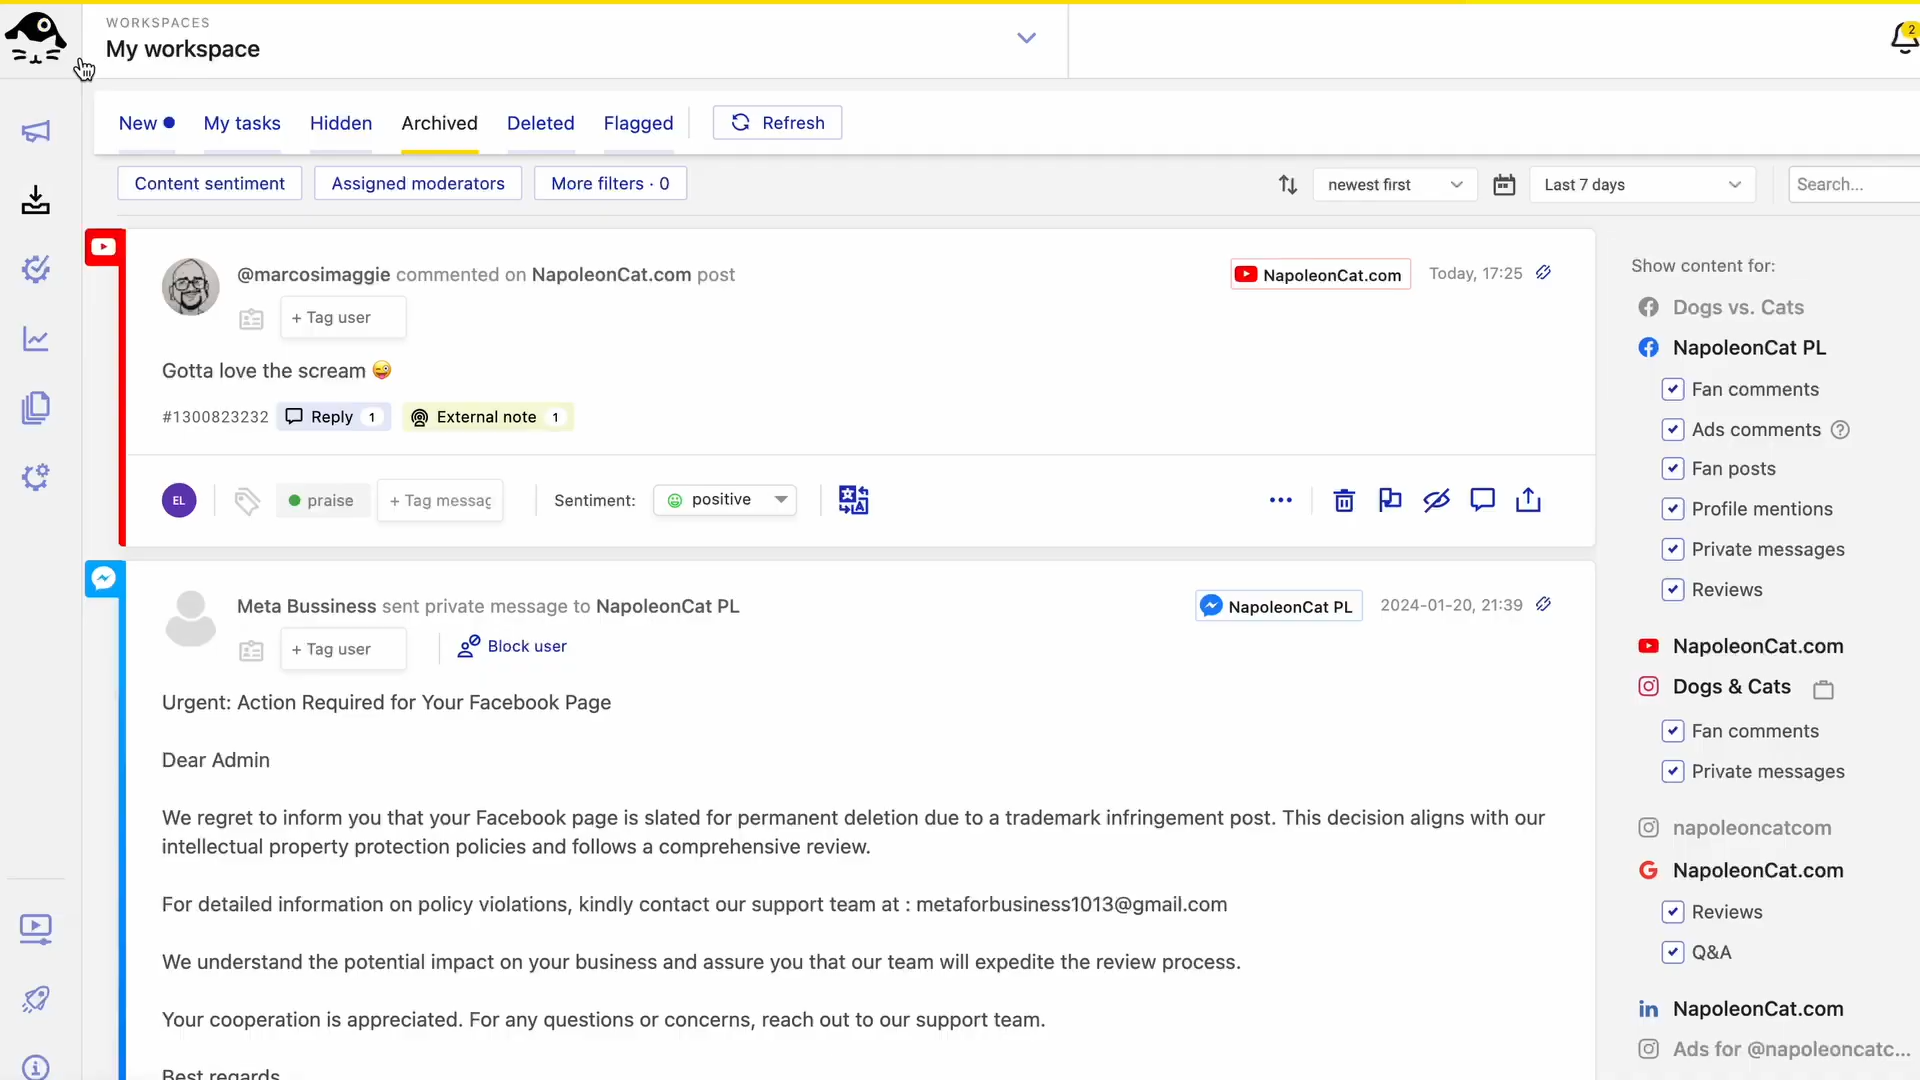 WORKSPACES
My workspace
2
New
My tasks
Hidden
Archived
Deleted
Flagged
Refresh
Content sentiment
Assigned moderators
More filters · 0
newest first
Last 7 days
Search...
@marcosimaggie commented on NapoleonCat.com post
NapoleonCat.com
Today, 17:25
+ Tag user
Gotta love the scream 😜
#1300823232
Reply 1
External note 1
EL
praise
+ Tag messag
Sentiment:
positive
Meta Bussiness sent private message to NapoleonCat PL
NapoleonCat PL
2024-01-20, 21:39
+ Tag user
Block user
Urgent: Action Required for Your Facebook Page
Dear Admin
We regret to inform you that your Facebook page is slated for permanent deletion due to a trademark infringement post. This decision aligns with our
intellectual property protection policies and follows a comprehensive review.
For detailed information on policy violations, kindly contact our support team at : metaforbusiness1013@gmail.com
We understand the potential impact on your business and assure you that our team will expedite the review process.
Your cooperation is appreciated. For any questions or concerns, reach out to our support team.
Best regards
Show content for:
Dogs vs. Cats
NapoleonCat PL
Fan comments
Ads comments ?
Fan posts
Profile mentions
Private messages
Reviews
NapoleonCat.com
Dogs & Cats
Fan comments
Private messages
napoleoncatcom
NapoleonCat.com
Reviews
Q&A
NapoleonCat.com
Ads for @napoleoncatc...